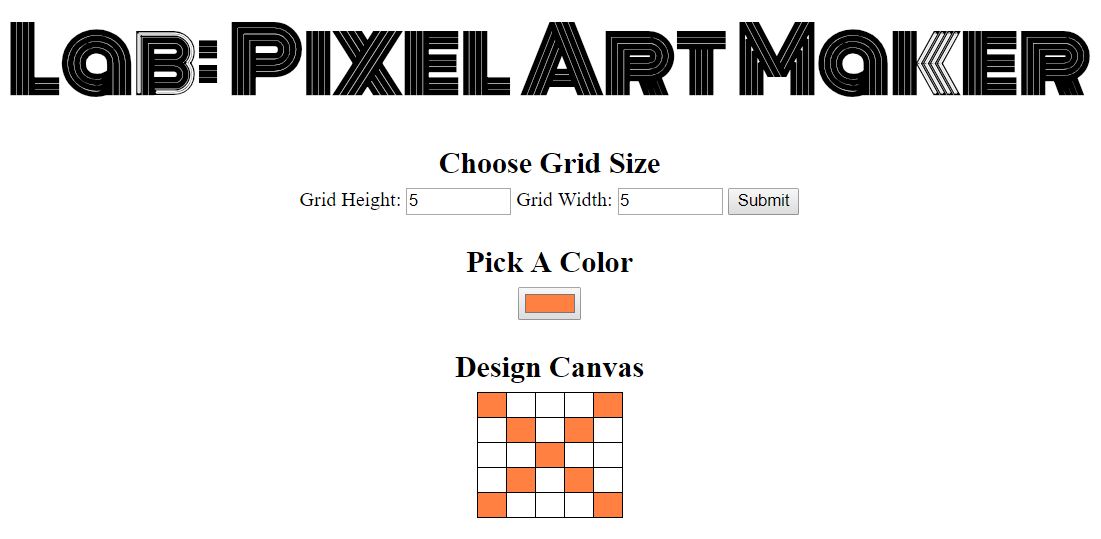 Lab: Pixel Art Maker
Choose Grid Size
Grid Height: 5 Grid Width: 5 Submit
Pick A Color
Design Canvas